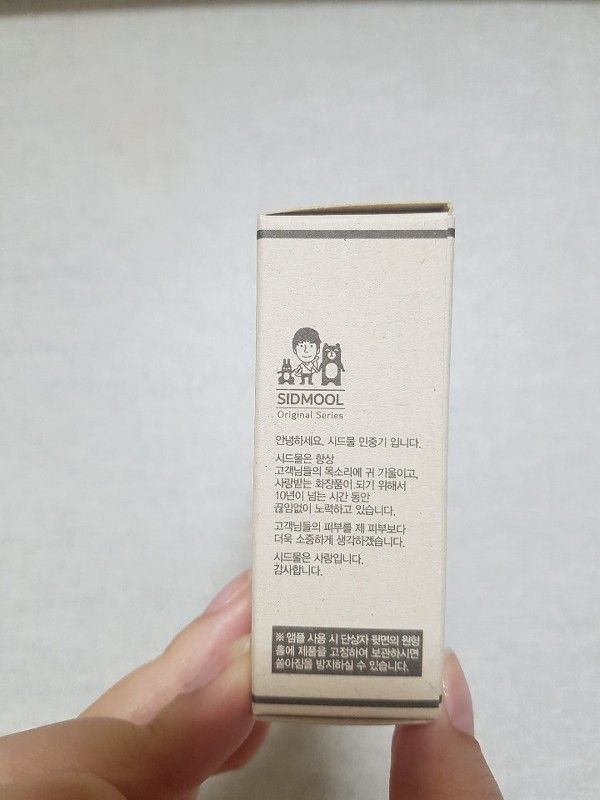 SIDMOOL
Original Series
안녕하세요. 시드물 민중기 입니다.
시드물은 항상
고객님들의 목소리에 귀 기울이고,
사랑받는 화장품이 되기 위해서
10년이 넘는 시간 동안
끊임없이 노력하고 있습니다.
고객님들의 피부를 제 피부보다
더욱 소중하게 생각하겠습니다.
시드물은 사랑입니다.
감사합니다.
※ 앰플 사용 시 단상자 뒷면의 원형
홀에 제품을 고정하여 보관하시면
쏟아짐을 방지하실 수 있습니다.